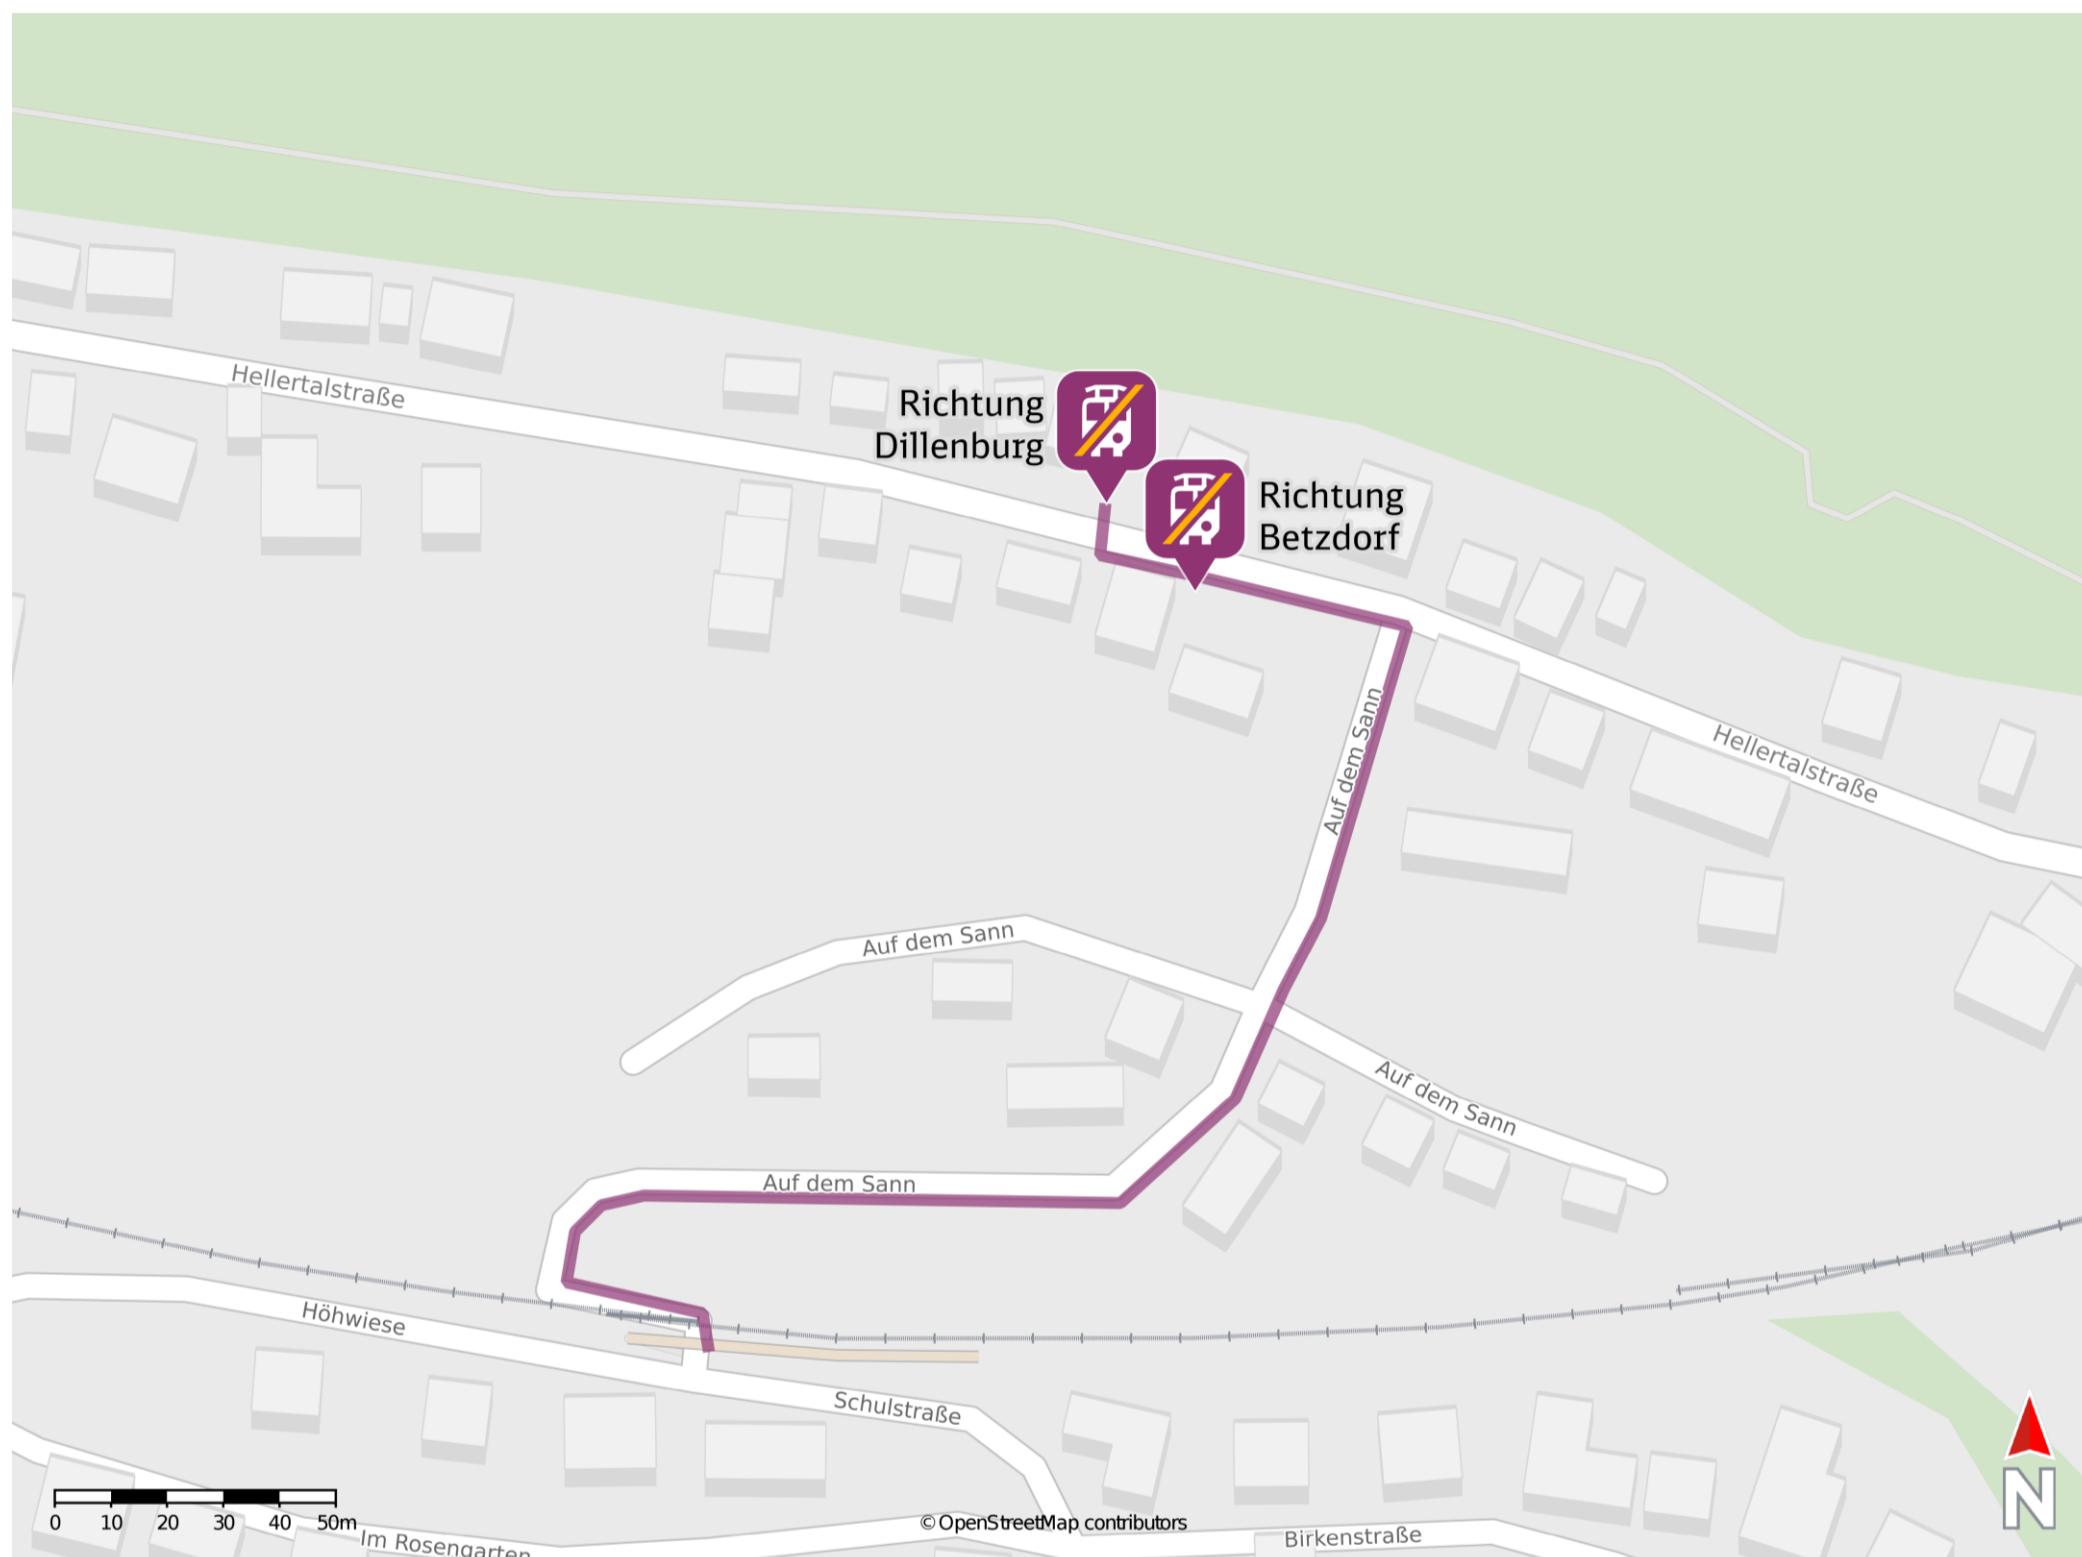 Hellertalstraße
Richtung
Dillenburg
Richtung
Betzdorf
Auf dem Sann
Hellertalstraße
Auf dem Sann
Auf dem Sann
Auf dem Sann
Höhwiese
Schulstraße
0 10 20 30 40 50m
© OpenStreetMap contributors
Im Rosengarten
Birkenstraße
N